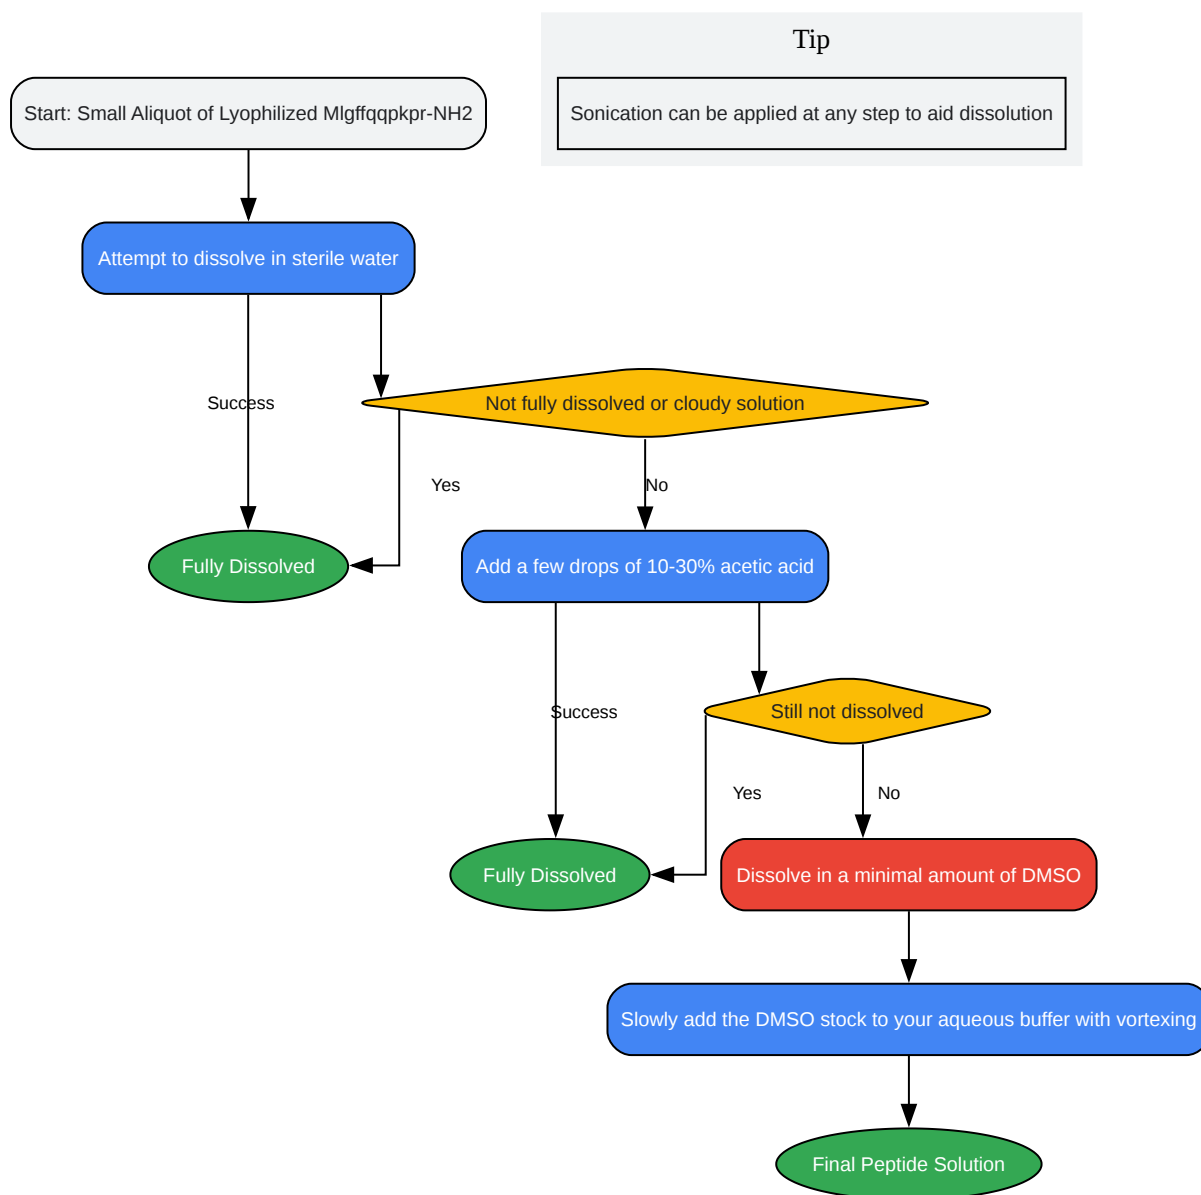 Tip
Start: Small Aliquot of Lyophilized Mlgffqqpkpr-NH2
Sonication can be applied at any step to aid dissolution
Attempt to dissolve in sterile water
Success
Not fully dissolved or cloudy solution
Yes
No
Fully Dissolved
Add a few drops of 10-30% acetic acid
Success
Still not dissolved
Yes
No
Fully Dissolved
Dissolve in a minimal amount of DMSO
Slowly add the DMSO stock to your aqueous buffer with vortexing
Final Peptide Solution